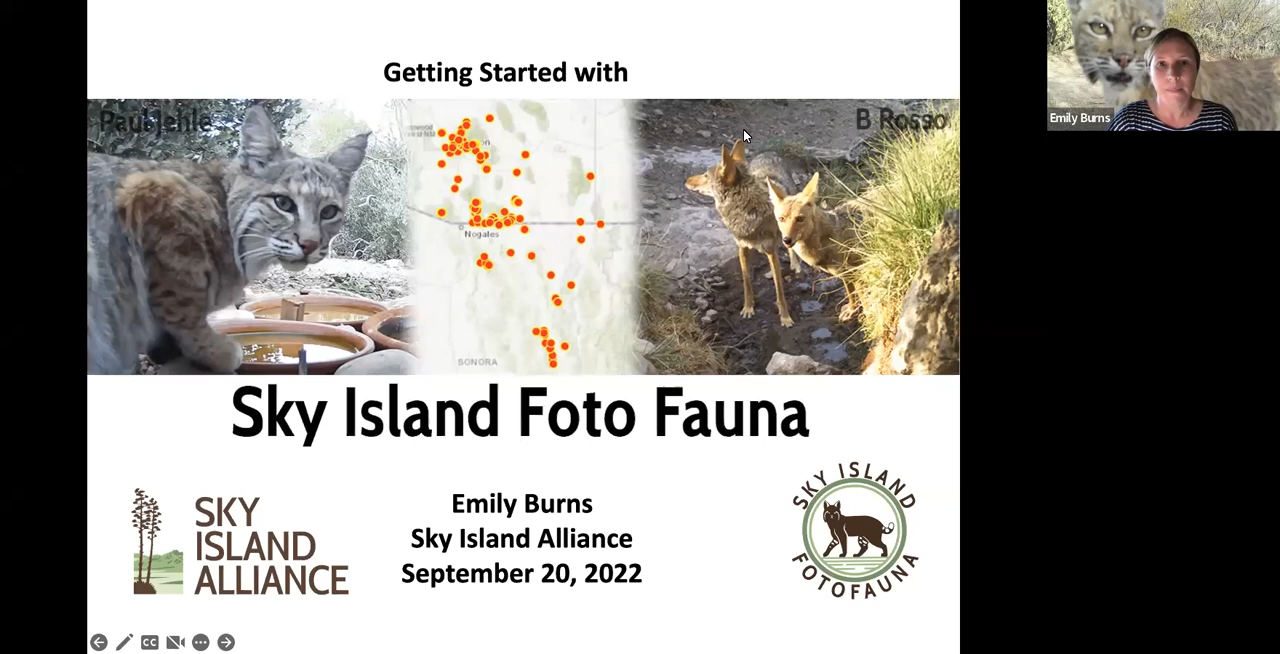 Getting Started with
Paul Jehle
B Rosso
Nogales
SONORA
Sky Island Foto Fauna
SKY
ISLAND
ALLIANCE
Emily Burns
Sky Island Alliance
September 20, 2022
SKY ISLAND
FOTOFAUNA
CC
Emily Burns